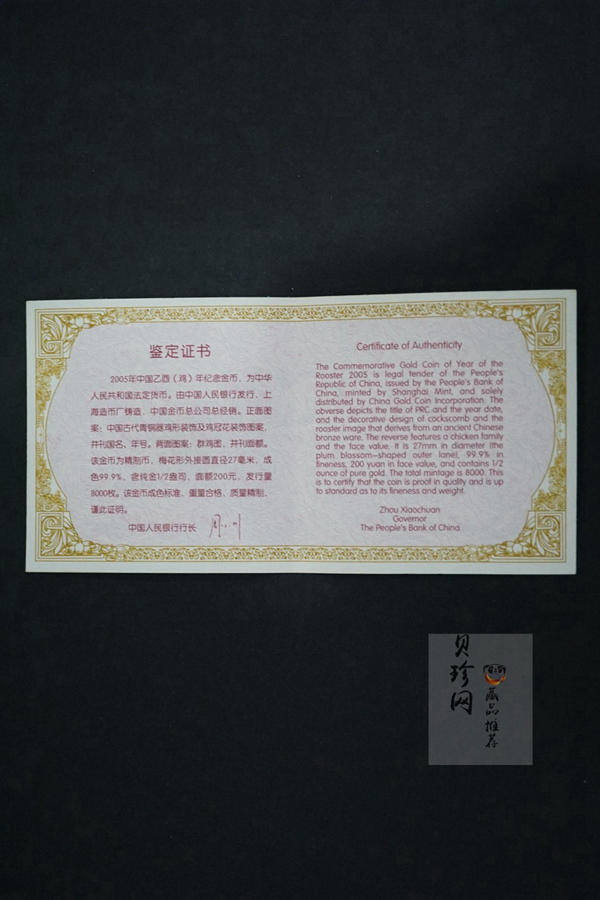 鉴定证书
2005年中国乙酉（鸡）年纪念金币，为中华
人民共和国法定货币。由中国人民银行发行，上
海造币厂铸造，中国金币总公司总经销。正面图
案：中国古代青铜器鸡形装饰及鸡冠花装饰图案，
并刊国名、年号。背面图案：群鸡图，并刊面额。
该金币为精制币，梅花形外接圆直径27毫米，成
色99.9%，含纯金1/2盎司，面额200元，发行量
8000枚。该金币成色标准、重量合格、质量精制，
谨此证明。
中国人民银行行长
Certificate of Authenticity
The Commemorative Gold Coin of Year of the
Rooster 2005 is legal tender of the People's
Republic of China, issued by the People's Bank of
China, minted by Shanghai Mint, and solely
distributed by China Gold Coin Incorporation. The
obverse depicts the title of PRC and the year date,
and the decorative design of cockscomb and the
rooster image that derives from an ancient Chinese
bronze ware. The reverse features a chicken family
and the face value. It is 27mm in diameter (the
plum blossom-shaped outer lane), 99.9% in
fineness, 200 yuan in face value, and contains 1/2
ounce of pure gold. The total mintage is 8000. This
is to certify that the coin is proof in quality and is up
to standard as to its fineness and weight.
Zhou Xiaochuan
Governor
The People's Bank of China
贝珍网
藏品推荐